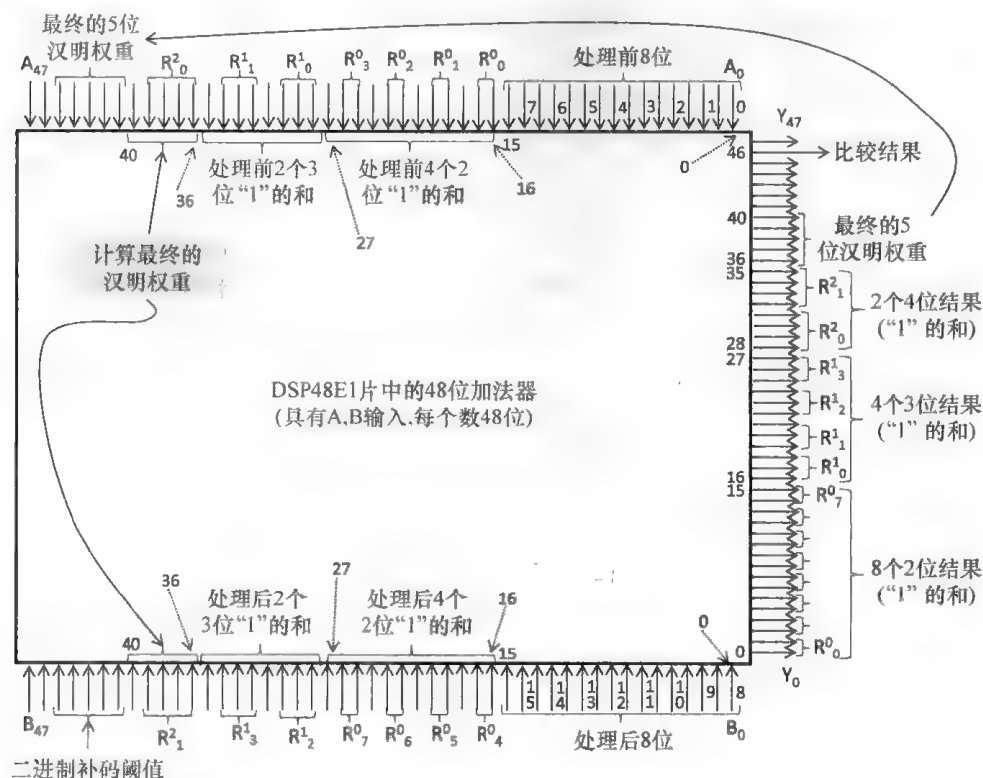 最终的5位
汉明权重
A47
R²0
R¹1
R¹0
R⁰3
R⁰2
R⁰1
R⁰0
处理前8位
A0
7 6 5 4 3 2 1 0
Y47
40
36
处理前2个3
位“1”的和
27
处理前4个2
位“1”的和
15
16
0
46
比较结果
40
36
最终的5
位汉明权重
计算最终的
汉明权重
35
R²1
R²0
28
2个4位结果
(“1” 的和)
27
R¹3
R¹2
R¹1
R¹0
16
4个3位结果
(“1” 的和)
DSP48E1片中的48位加法器
(具有A,B输入,每个数48位)
15
R⁰7
8个2位结果
(“1” 的和)
R⁰0
0
Y0
40
36
处理后2个
3位“1”的和
27
处理后4个
2位“1”的和
16
15
0
B47
R²1
R¹3
R¹2
R⁰7
R⁰6
R⁰5
R⁰4
15 14 13 12 11 10 9 8
处理后8位
B0
二进制补码阈值